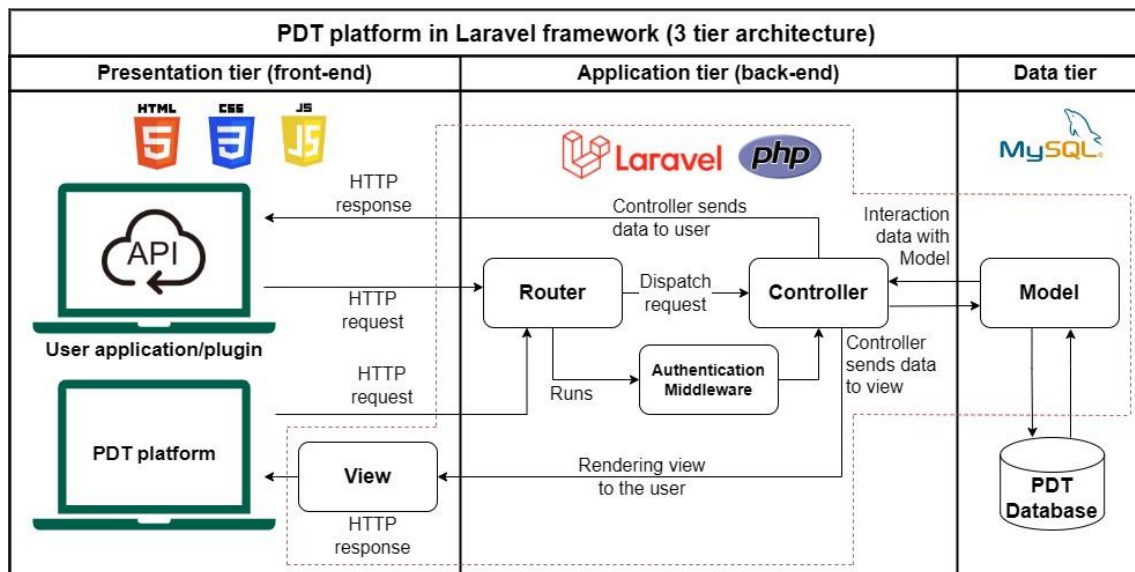 PDT platform in Laravel framework (3 tier architecture)
Presentation tier (front-end)
Application tier (back-end)
Data tier
HTML
5
CSS
3
JS
JS
Laravel
php
MySQL
HTTP
response
Controller sends
data to user
Interaction
data with
Model
API
Router
Dispatch
request
Controller
Model
HTTP
request
User application/plugin
Controller
sends data
to view
HTTP
request
Runs
Authentication
Middleware
PDT platform
View
Rendering view
to the user
PDT
Database
HTTP
response